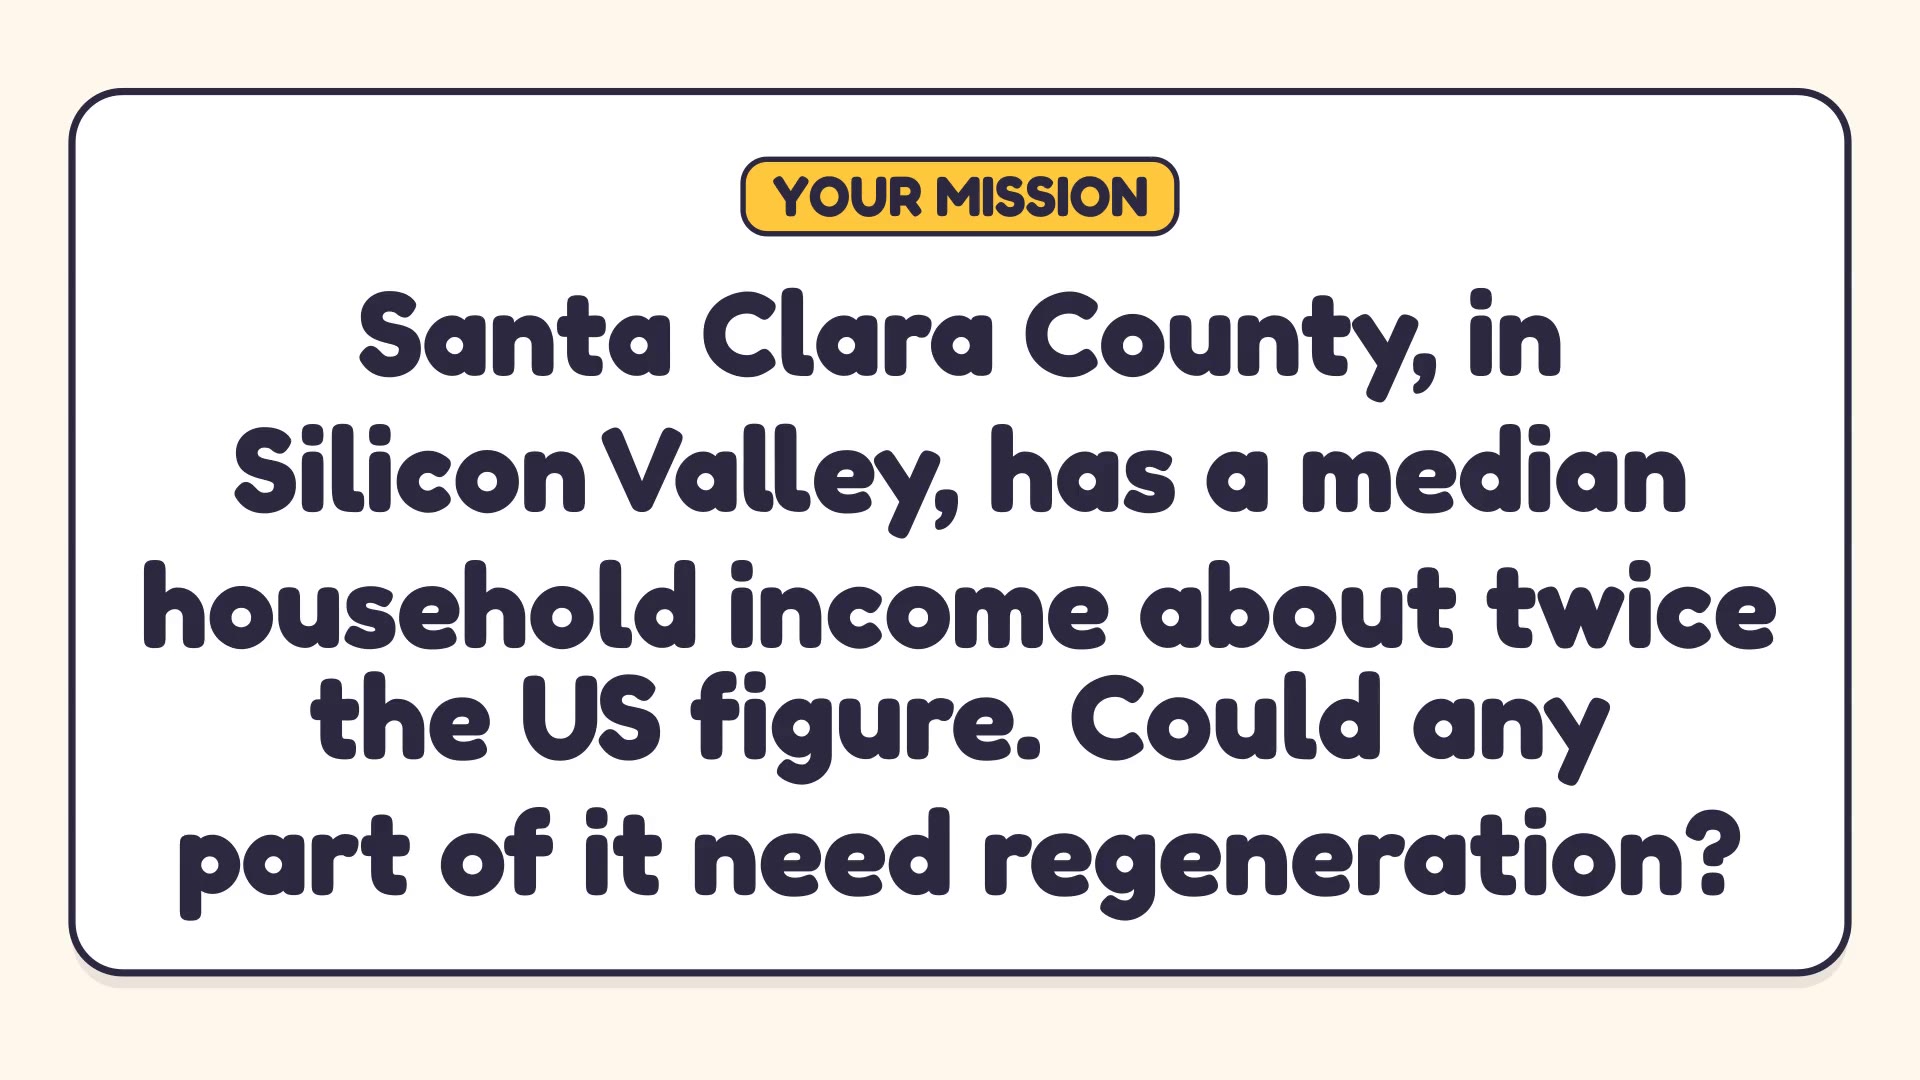 YOUR MISSION
Santa Clara County, in
Silicon Valley, has a median
household income about twice
the US figure. Could any
part of it need regeneration?